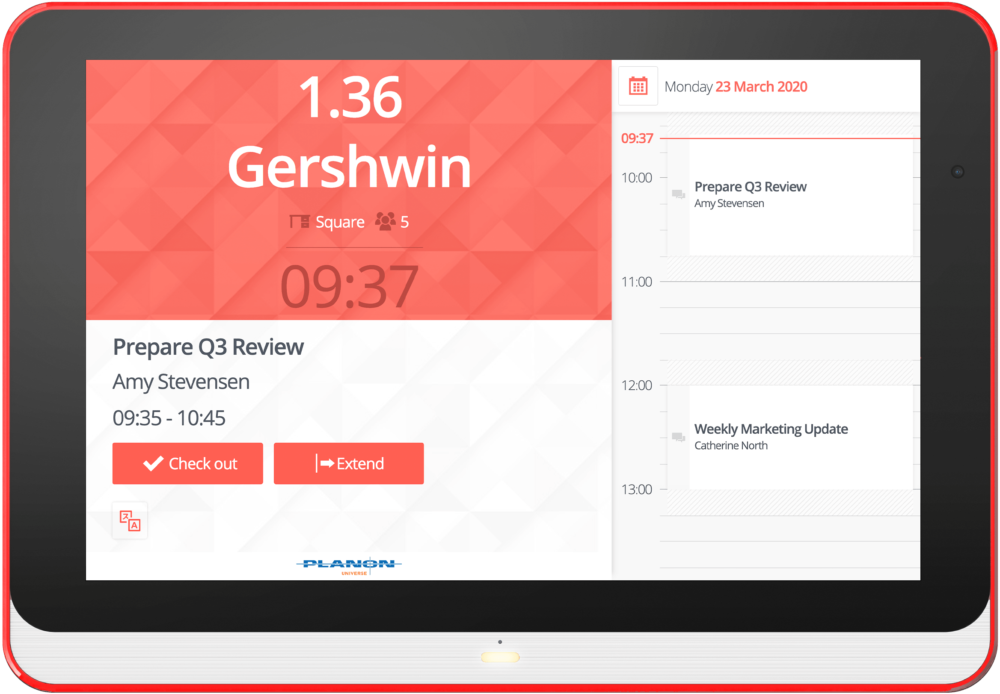 1.36
Gershwin
Square 5
09:37
Prepare Q3 Review
Amy Stevensen
09:35 - 10:45
Check out
Extend
ス
A
PLANON
UNIVERSE
Monday 23 March 2020
09:37
10:00
Prepare Q3 Review
Amy Stevensen
11:00
12:00
Weekly Marketing Update
Catherine North
13:00